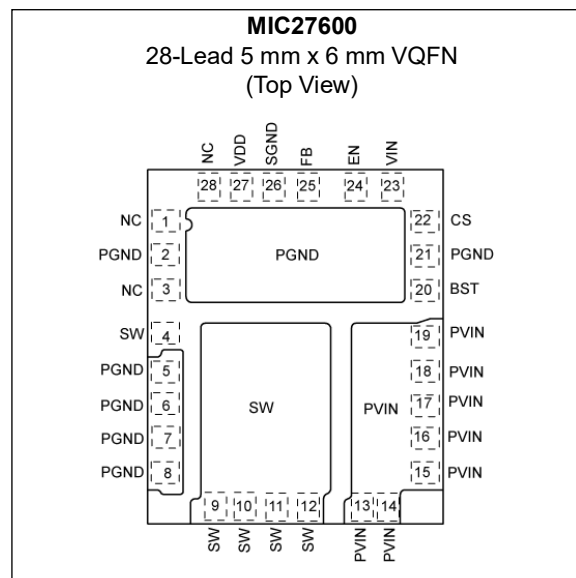 MIC27600
28-Lead 5 mm x 6 mm VQFN
(Top View)
NC VDD SGND FB EN VIN
28 27 26 25 24 23
NC 1 22 CS
PGND 2 PGND 21 PGND
NC 3 20 BST
SW 4 19 PVIN
PGND 5 18 PVIN
PGND 6 SW PVIN 17 PVIN
PGND 7 16 PVIN
PGND 8 15 PVIN
9 10 11 12 13 14
SW SW SW SW PVIN PVIN